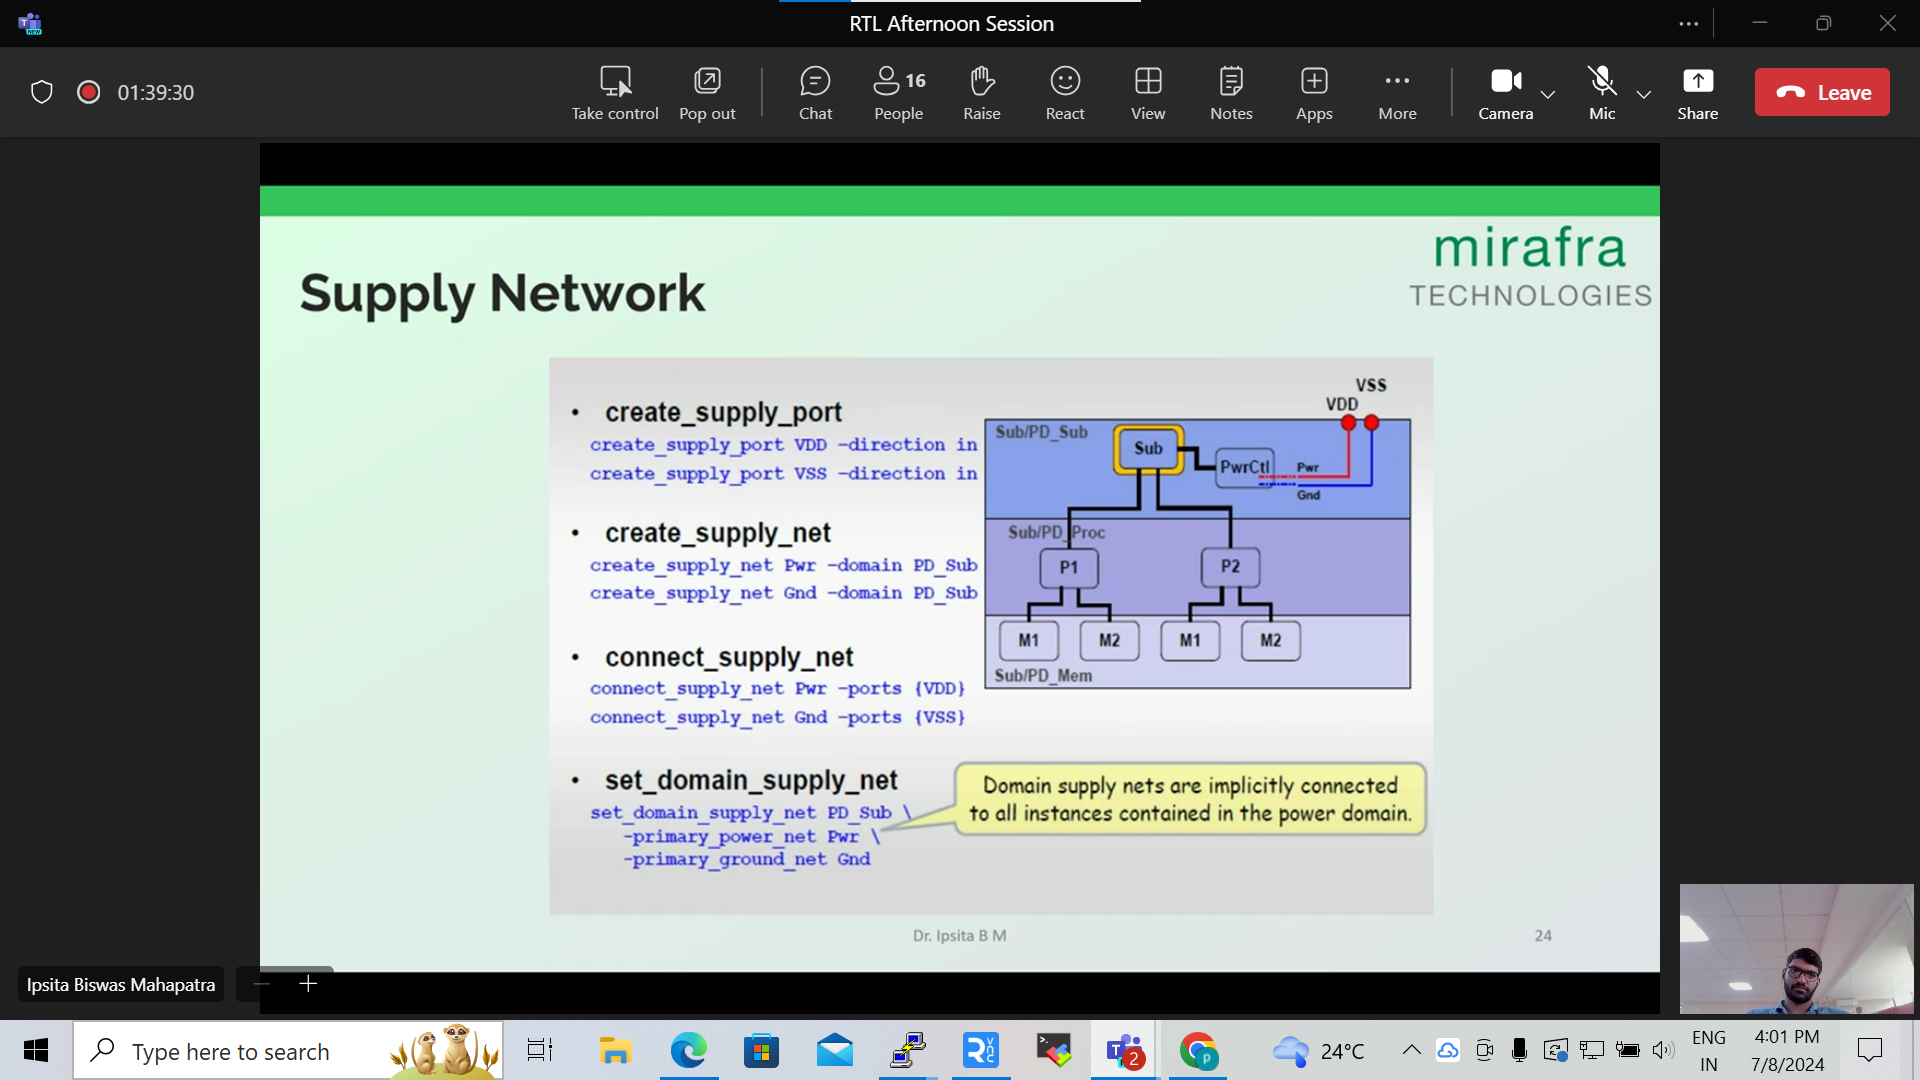 RTL Afternoon Session
01:39:30
Take control
Pop out
Chat
16
People
Raise
React
View
Notes
Apps
More
Camera
Mic
Share
Leave
mirafra
TECHNOLOGIES
Supply Network
• create_supply_port
create_supply_port VDD -direction in
create_supply_port VSS -direction in
• create_supply_net
create_supply_net Pwr -domain PD_Sub
create_supply_net Gnd -domain PD_Sub
• connect_supply_net
connect_supply_net Pwr -ports {VDD}
connect_supply_net Gnd -ports {VSS}
• set_domain_supply_net
set_domain_supply_net PD_Sub \
-primary_power_net Pwr \
-primary_ground_net Gnd
VSS
VDD
Sub/PD_Sub
Sub
PwrCtl
Pwr
Gnd
Sub/PD_Proc
P1
P2
M1
M2
M1
M2
Sub/PD_Mem
Domain supply nets are implicitly connected
to all instances contained in the power domain.
Dr. Ipsita B M
24
Ipsita Biswas Mahapatra
Type here to search
2
p
24°C
ENG
IN
4:01 PM
7/8/2024